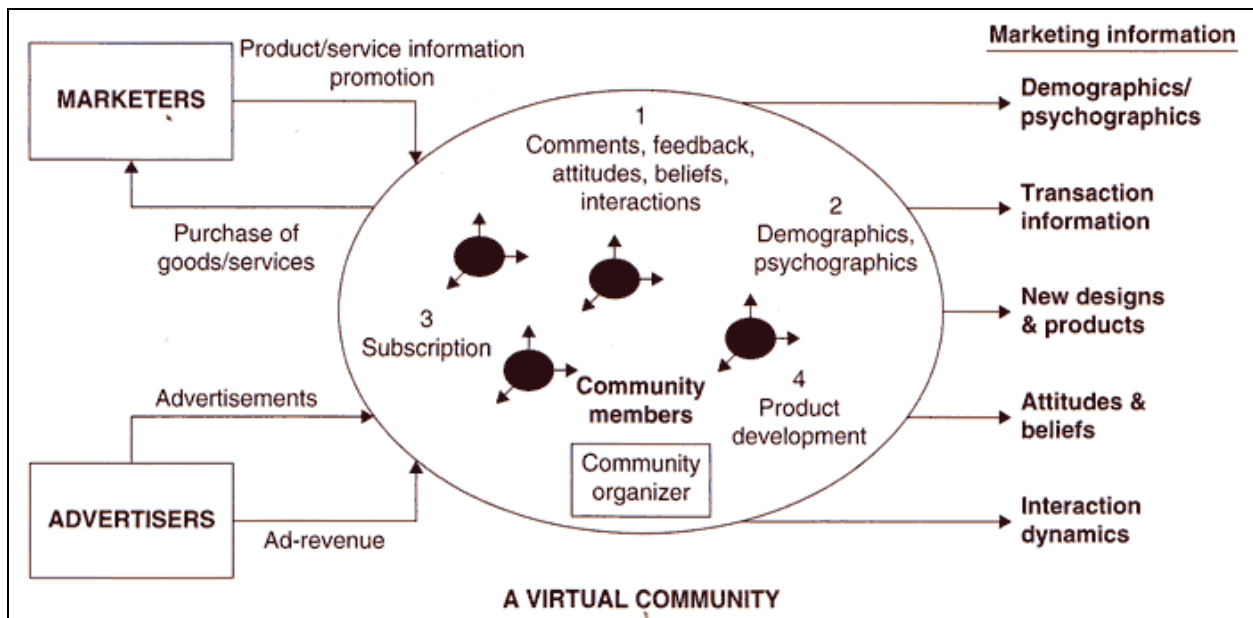 Product/service information
promotion
MARKETERS
Purchase of
goods/services
Advertisements
ADVERTISERS
Ad-revenue
1
Comments, feedback,
attitudes, beliefs,
interactions
2
Demographics,
psychographics
3
Subscription
Community
members
4
Product
development
Community
organizer
Marketing information
Demographics/
psychographics
Transaction
information
New designs
& products
Attitudes &
beliefs
Interaction
dynamics
A VIRTUAL COMMUNITY